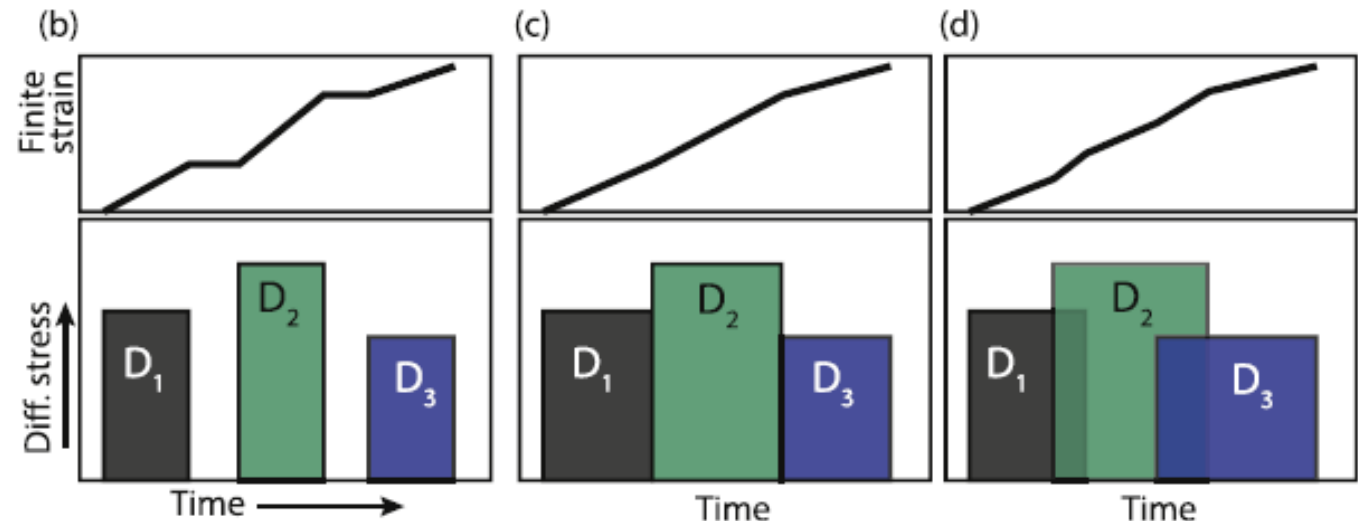 (b)
(c)
(d)
Finite
strain
Diff. stress
D1
D2
D3
D1
D2
D3
D1
D2
D3
Time
Time
Time